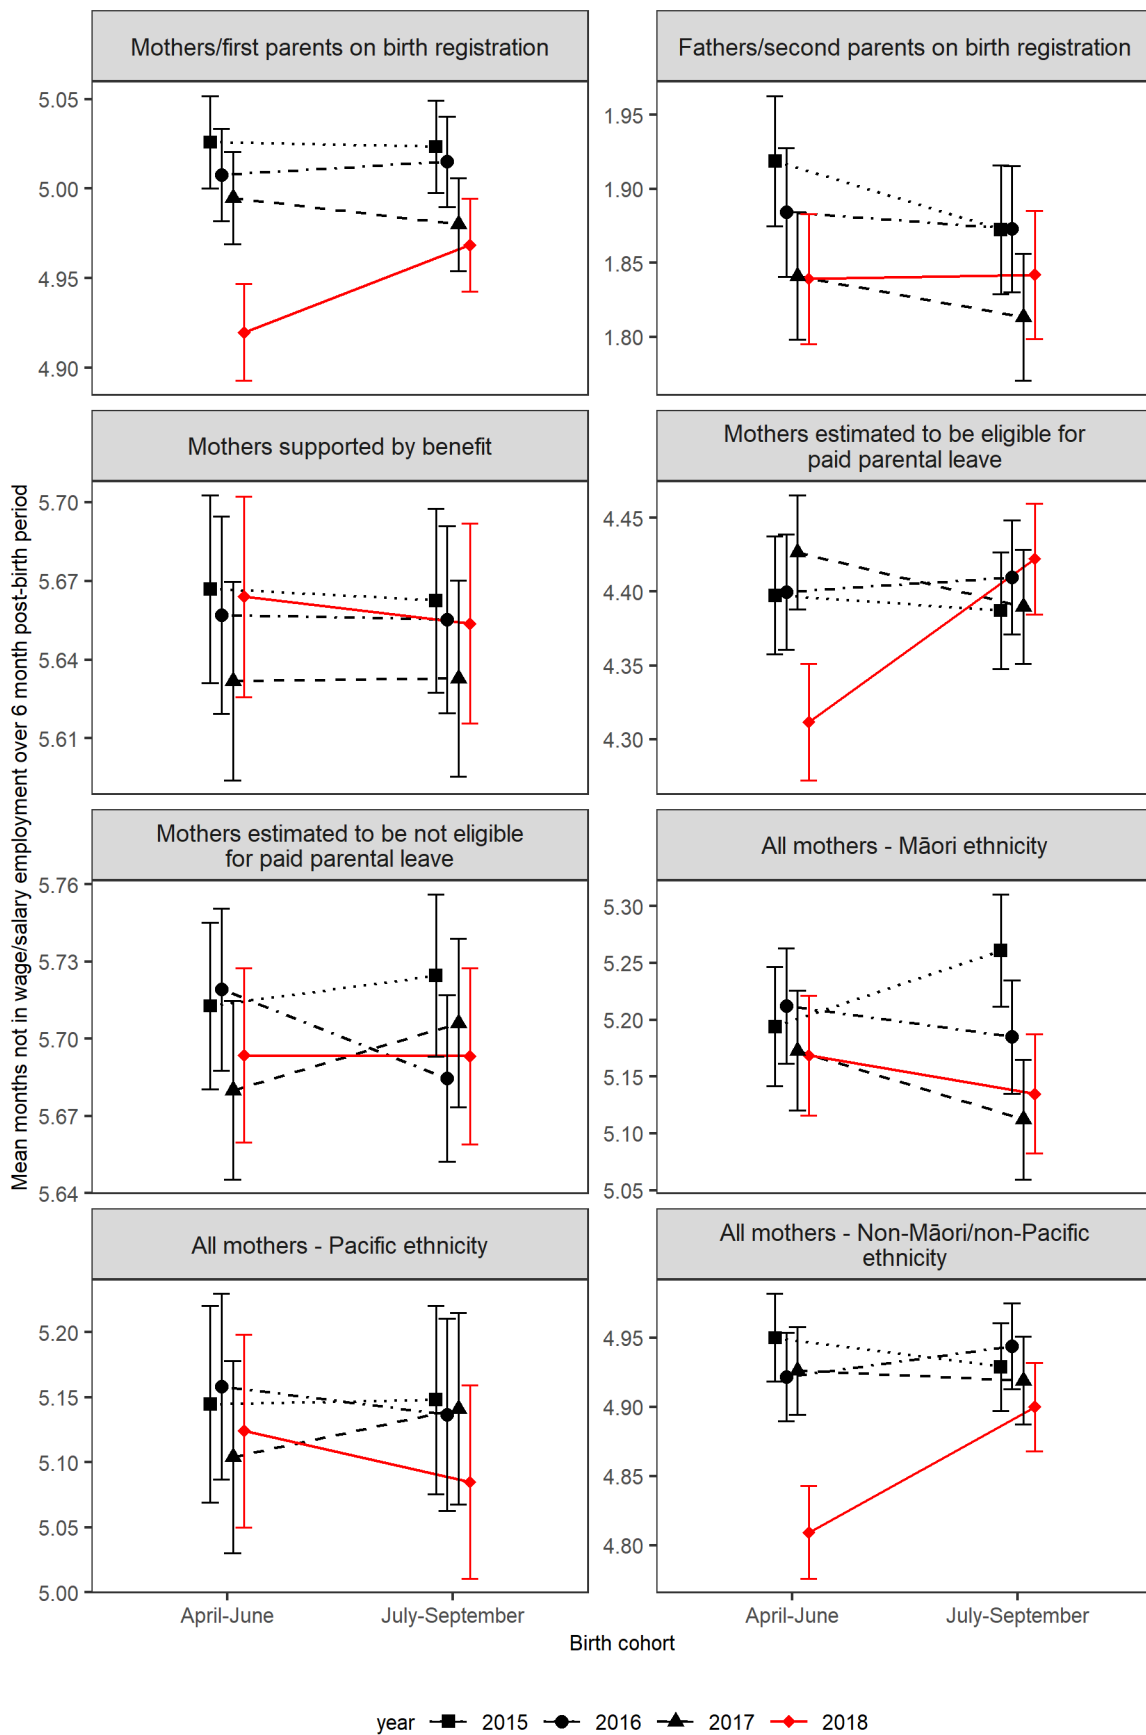 Mothers/first parents on birth registration
Fathers/second parents on birth registration
5.05
5.00
4.95
4.90
1.95
1.90
1.85
1.80
Mothers supported by benefit
Mothers estimated to be eligible for
paid parental leave
5.70
5.67
5.64
5.61
4.45
4.40
4.35
4.30
Mean months not in wage/salary employment over 6 month post-birth period
Mothers estimated to be not eligible
for paid parental leave
All mothers - Māori ethnicity
5.76
5.73
5.70
5.67
5.64
5.30
5.25
5.20
5.15
5.10
5.05
All mothers - Pacific ethnicity
All mothers - Non-Māori/non-Pacific
ethnicity
5.20
5.15
5.10
5.05
5.00
4.95
4.90
4.85
4.80
April-June
July-September
April-June
July-September
Birth cohort
year 2015 2016 2017 2018